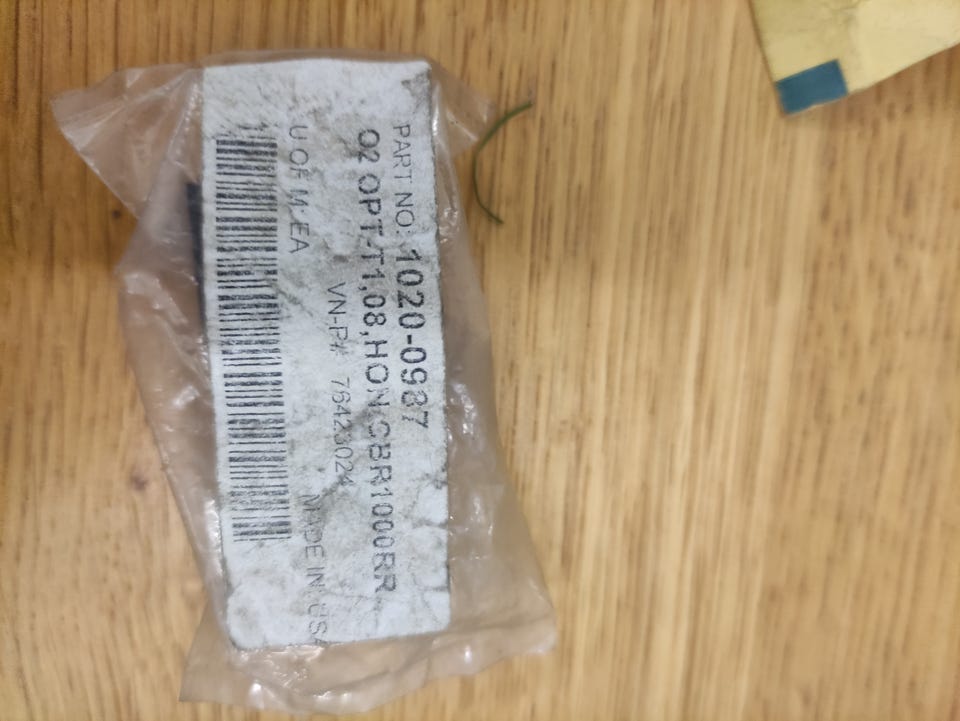 PART NO: 1020-0987
O2 OPT-T1,08,HON,CBR1000RR
VN-P# 76423024
U OF M: EA
MADE IN: USA